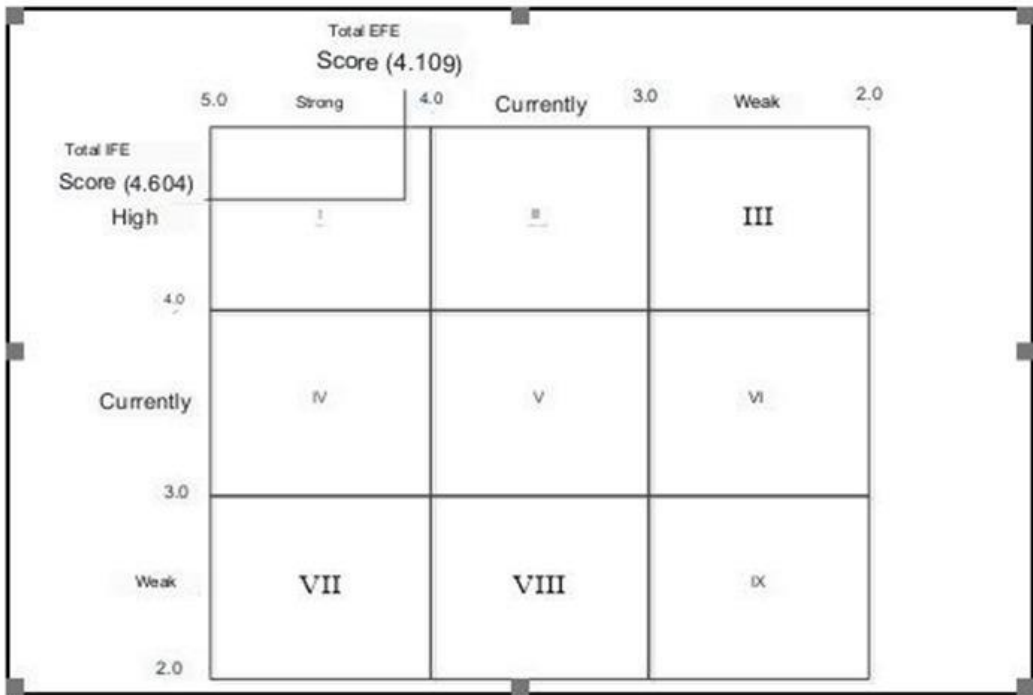 Total EFE
Score (4.109)
5.0 Strong 4.0 Currently 3.0 Weak 2.0
Total IFE
Score (4.604)
High
I II III
4.0
Currently IV V VI
3.0
Weak VII VIII IX
2.0